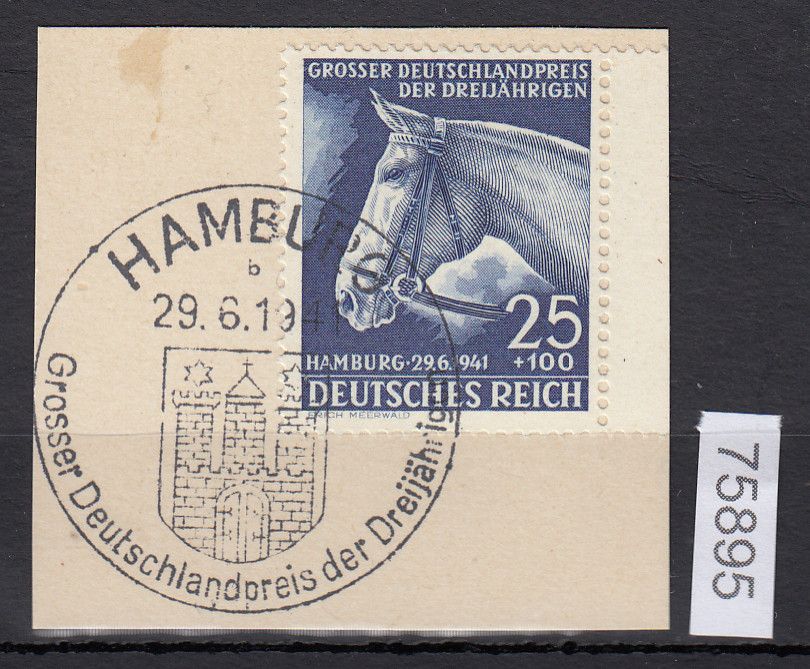 GROSSER DEUTSCHLANDPREIS
DER DREIJÄHRIGEN
25
+100
HAMBURG·29.6.1941
DEUTSCHES REICH
ERICH MEERWALD
HAMBURG
b
29.6.1941
Grosser Deutschlandpreis der Dreijährigen
75895